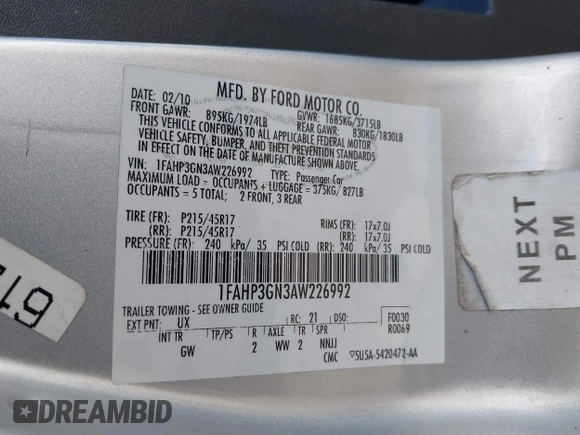 MFD. BY FORD MOTOR CO.
DATE: 02/10 GVWR: 1685KG/3715LB
FRONT GAWR: 895KG/1974LB REAR GAWR: 830KG/1830LB
THIS VEHICLE CONFORMS TO ALL APPLICABLE FEDERAL MOTOR
VEHICLE SAFETY, BUMPER, AND THEFT PREVENTION STANDARDS
IN EFFECT ON THE DATE OF MANUFACTURE SHOWN ABOVE.
VIN: 1FAHP3GN3AW226992 TYPE: Passenger Car
MAXIMUM LOAD = OCCUPANTS + LUGGAGE = 375KG/827LB
OCCUPANTS = 5 TOTAL; 2 FRONT, 3 REAR
TIRE (FR): P215/45R17 RIMS (FR): 17x7.0J
(RR): P215/45R17 (RR): 17x7.0J
PRESSURE (FR): 240 kPa/ 35 PSI COLD (RR): 240 kPa/ 35 PSI COLD
1FAHP3GN3AW226992
TRAILER TOWING - SEE OWNER GUIDE
EXT PNT: UX RC: 21 DSO: F0030
R0069
INT TR TP/PS R AXLE TR SPR
GW 2 WW 2 NNJJ
CMC
▽SU5A-5420472-AA
NEXT
PM
DREAMBID